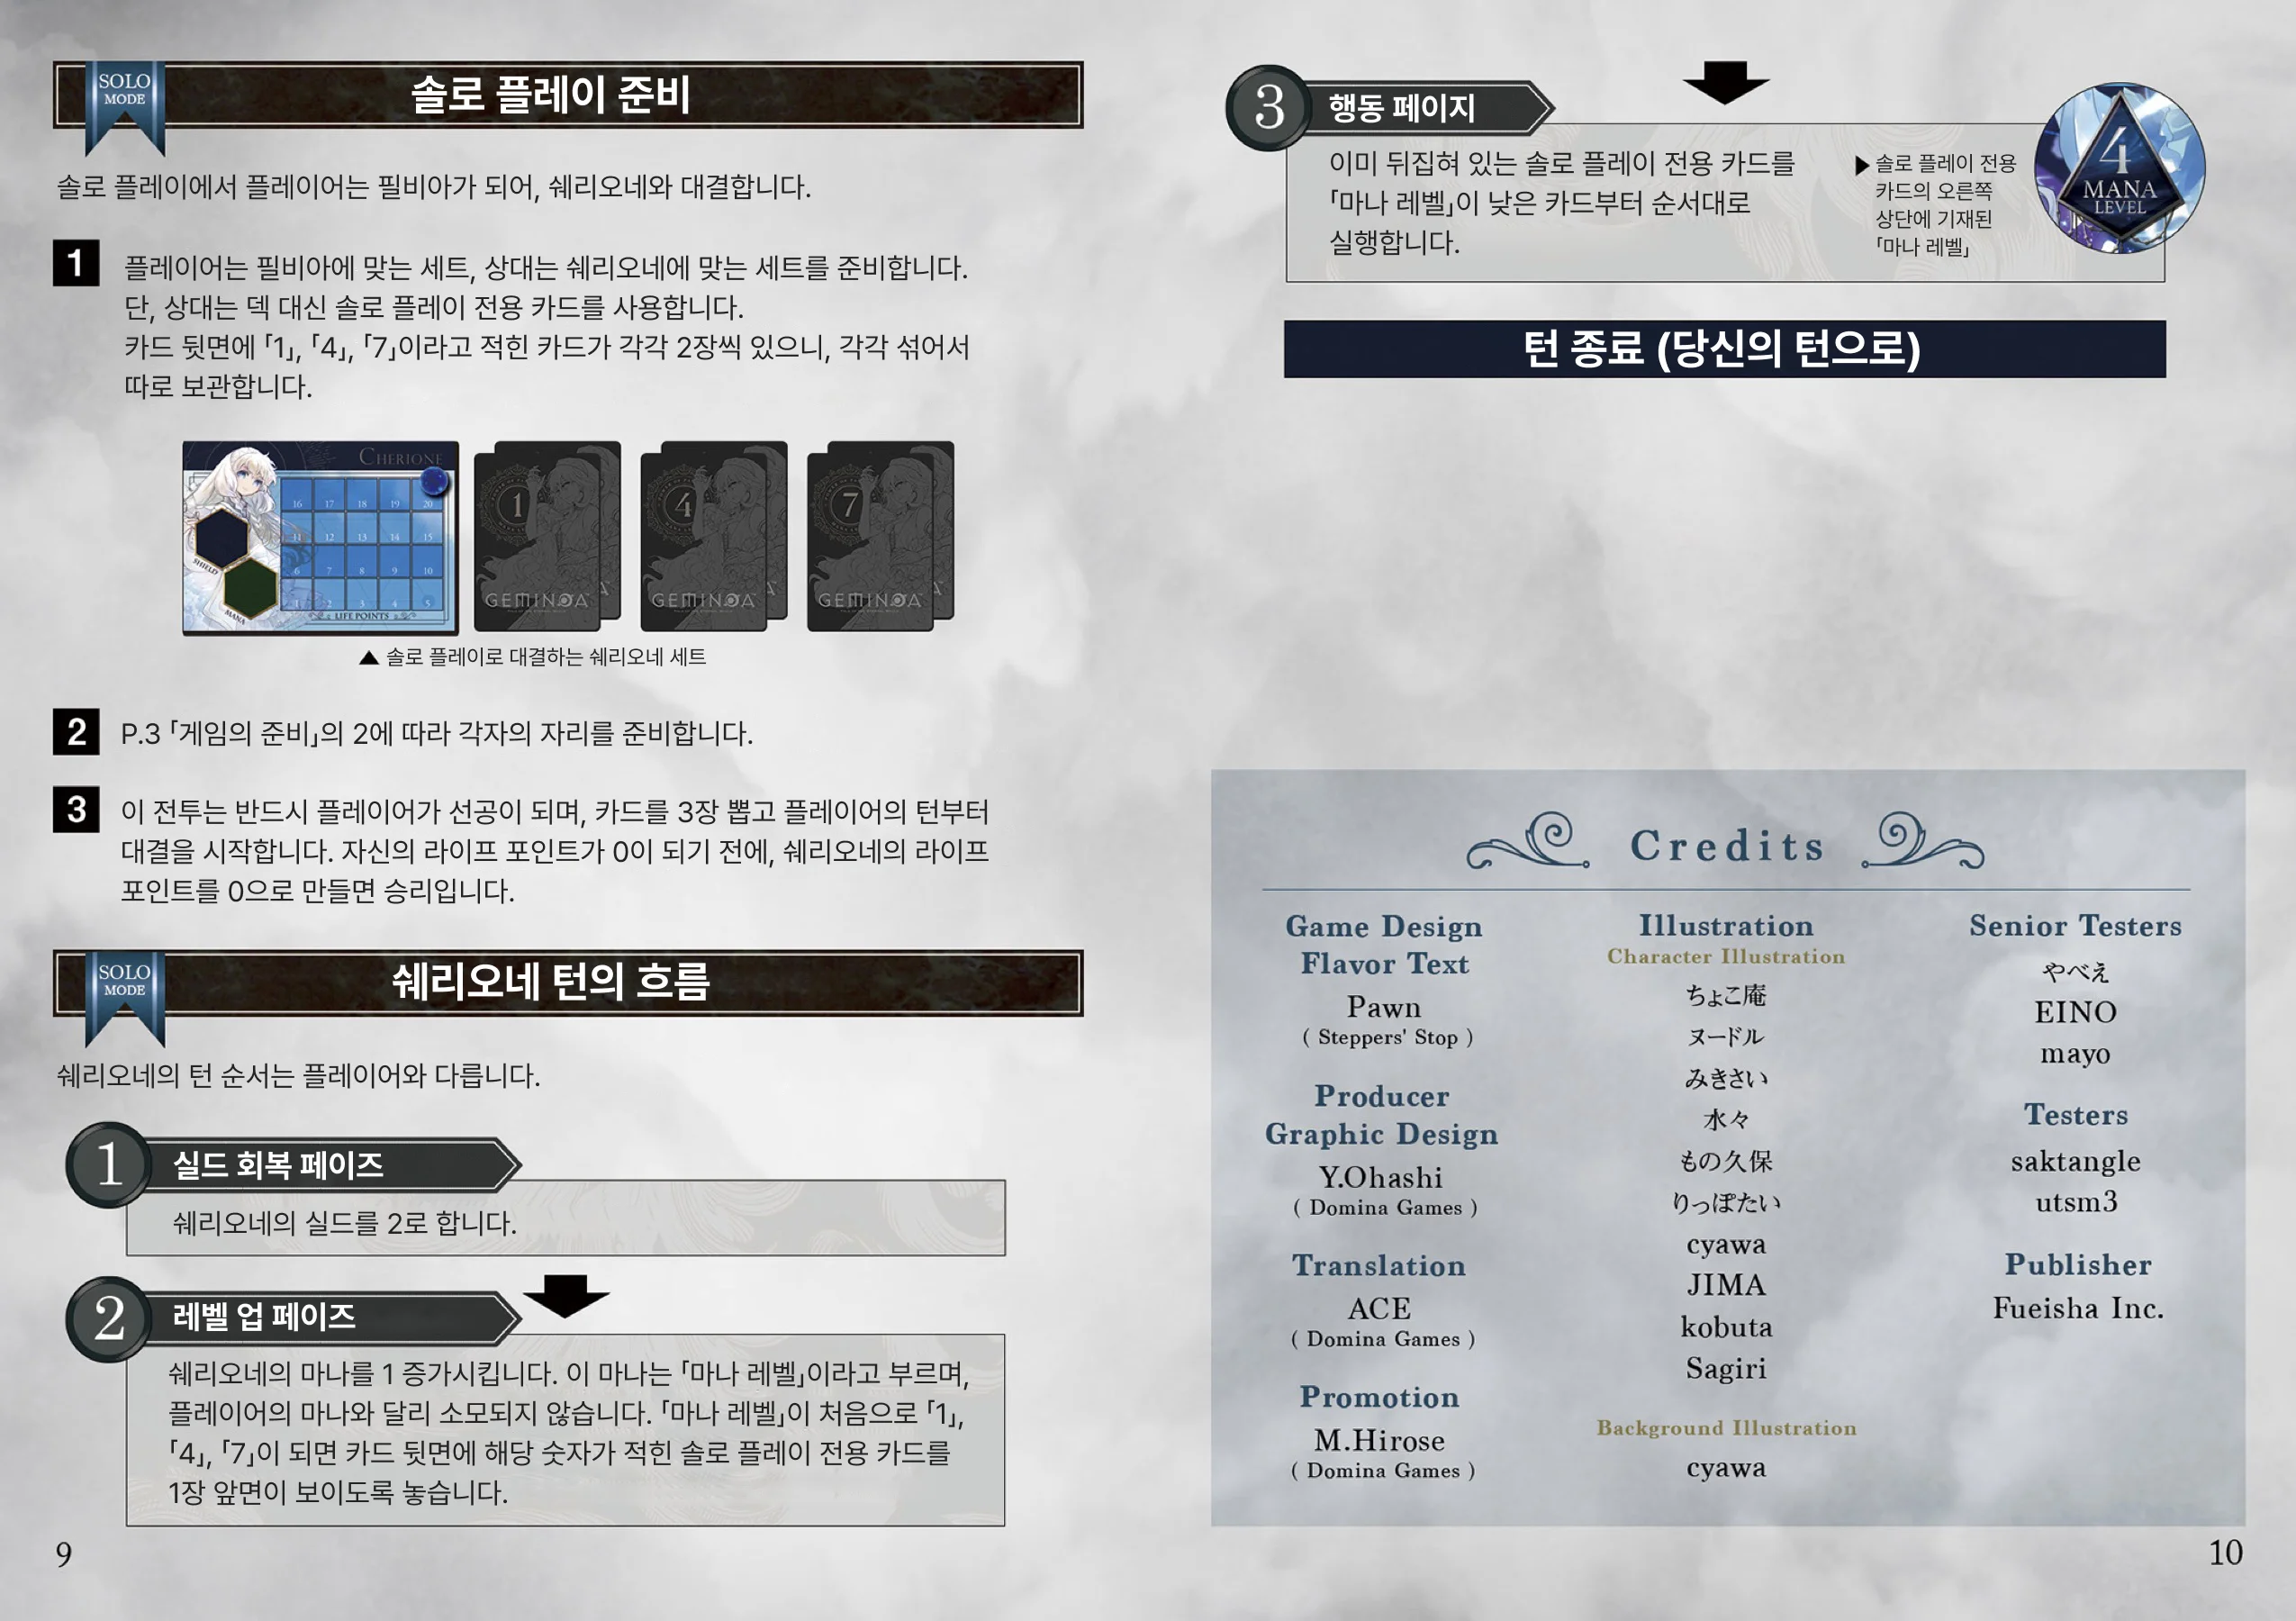 SOLO
MODE
솔로 플레이 준비
솔로 플레이에서 플레이어는 필비아가 되어, 쉐리오네와 대결합니다.
1
플레이어는 필비아에 맞는 세트, 상대는 쉐리오네에 맞는 세트를 준비합니다.
단, 상대는 덱 대신 솔로 플레이 전용 카드를 사용합니다.
카드 뒷면에 「1」, 「4」, 「7」이라고 적힌 카드가 각각 2장씩 있으니, 각각 섞어서
따로 보관합니다.
CHERIONE
16 17 18 19 20
11 12 13 14 15
6 7 8 9 10
1 2 3 4 5
SHIELD
MANA
LIFE POINTS
1
GEMINOA
4
GEMINOA
7
GEMINOA
▲ 솔로 플레이로 대결하는 쉐리오네 세트
2
P.3 「게임의 준비」의 2에 따라 각자의 자리를 준비합니다.
3
이 전투는 반드시 플레이어가 선공이 되며, 카드를 3장 뽑고 플레이어의 턴부터
대결을 시작합니다. 자신의 라이프 포인트가 0이 되기 전에, 쉐리오네의 라이프
포인트를 0으로 만들면 승리입니다.
SOLO
MODE
쉐리오네 턴의 흐름
쉐리오네의 턴 순서는 플레이어와 다릅니다.
1
실드 회복 페이즈
쉐리오네의 실드를 2로 합니다.
2
레벨 업 페이즈
쉐리오네의 마나를 1 증가시킵니다. 이 마나는 「마나 레벨」이라고 부르며,
플레이어의 마나와 달리 소모되지 않습니다. 「마나 레벨」이 처음으로 「1」,
「4」, 「7」이 되면 카드 뒷면에 해당 숫자가 적힌 솔로 플레이 전용 카드를
1장 앞면이 보이도록 놓습니다.
9
3
행동 페이지
이미 뒤집혀 있는 솔로 플레이 전용 카드를
「마나 레벨」이 낮은 카드부터 순서대로
실행합니다.
▶ 솔로 플레이 전용
카드의 오른쪽
상단에 기재된
「마나 레벨」
4
MANA
LEVEL
턴 종료 (당신의 턴으로)
Credits
Game Design
Flavor Text
Pawn
( Steppers' Stop )
Producer
Graphic Design
Y.Ohashi
( Domina Games )
Translation
ACE
( Domina Games )
Promotion
M.Hirose
( Domina Games )
Illustration
Character Illustration
ちょこ庵
ヌードル
みきさい
水々
もの久保
りっぽたい
cyawa
JIMA
kobuta
Sagiri
Background Illustration
cyawa
Senior Testers
やべえ
EINO
mayo
Testers
saktangle
utsm3
Publisher
Fueisha Inc.
10